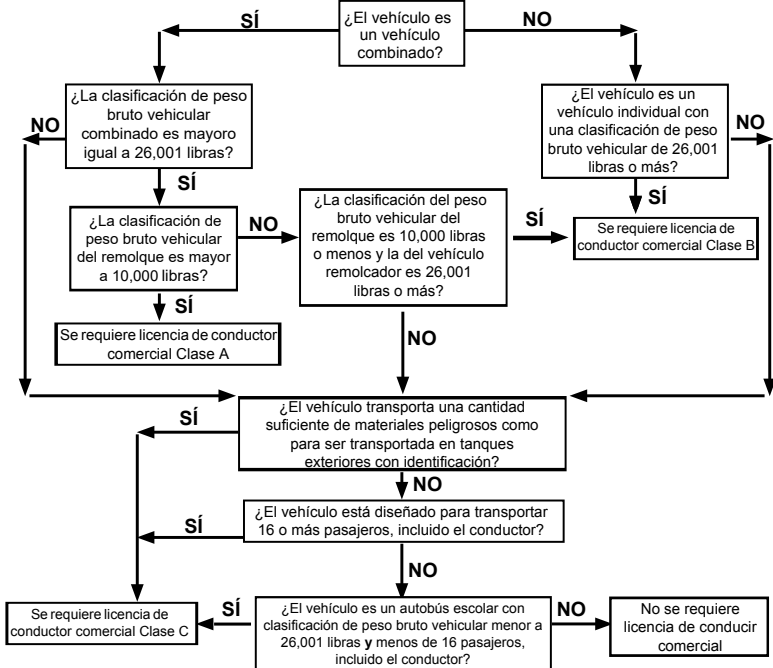 ¿El vehículo es
un vehículo
combinado?
SÍ
NO
¿La clasificación de peso
bruto vehicular
combinado es mayoro
igual a 26,001 libras?
NO
SÍ
¿El vehículo es un
vehículo individual con
una clasificación de peso
bruto vehicular de 26,001
libras o más?
NO
SÍ
¿La clasificación de
peso bruto vehicular
del remolque es mayor
a 10,000 libras?
NO
SÍ
¿La clasificación del peso
bruto vehicular del
remolque es 10,000 libras
o menos y la del vehículo
remolcador es 26,001
libras o más?
SÍ
NO
Se requiere licencia de
conductor comercial Clase B
Se requiere licencia de conductor
comercial Clase A
¿El vehículo transporta una cantidad
suficiente de materiales peligrosos como
para ser transportada en tanques
exteriores con identificación?
SÍ
NO
¿El vehículo está diseñado para transportar
16 o más pasajeros, incluido el conductor?
SÍ
NO
Se requiere licencia de
conductor comercial Clase C
SÍ
¿El vehículo es un autobús escolar con
clasificación de peso bruto vehicular menor a
26,001 libras y menos de 16 pasajeros,
incluido el conductor?
NO
No se requiere
licencia de conducir
comercial